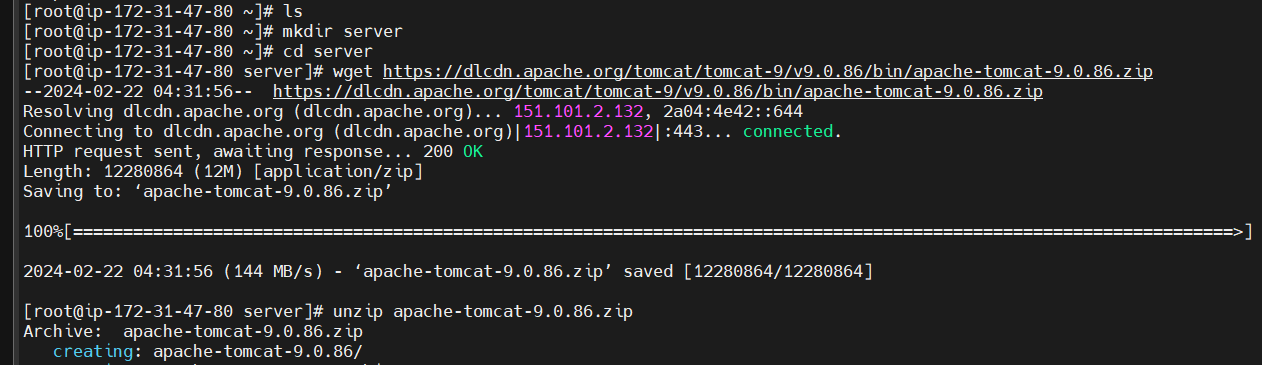 [root@ip-172-31-47-80 ~]# ls
[root@ip-172-31-47-80 ~]# mkdir server
[root@ip-172-31-47-80 ~]# cd server
[root@ip-172-31-47-80 server]# wget https://dlcdn.apache.org/tomcat/tomcat-9/v9.0.86/bin/apache-tomcat-9.0.86.zip
--2024-02-22 04:31:56--  https://dlcdn.apache.org/tomcat/tomcat-9/v9.0.86/bin/apache-tomcat-9.0.86.zip
Resolving dlcdn.apache.org (dlcdn.apache.org)... 151.101.2.132, 2a04:4e42::644
Connecting to dlcdn.apache.org (dlcdn.apache.org)|151.101.2.132|:443... connected.
HTTP request sent, awaiting response... 200 OK
Length: 12280864 (12M) [application/zip]
Saving to: ‘apache-tomcat-9.0.86.zip’
100%[====================================================================================================================>]
2024-02-22 04:31:56 (144 MB/s) - ‘apache-tomcat-9.0.86.zip’ saved [12280864/12280864]
[root@ip-172-31-47-80 server]# unzip apache-tomcat-9.0.86.zip
Archive:  apache-tomcat-9.0.86.zip
   creating: apache-tomcat-9.0.86/